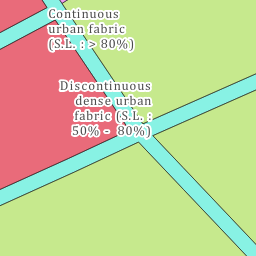 Continuous
urban fabric
(S.L. : > 80%)
Discontinuous
dense urban
fabric (S.L. :
50% - 80%)